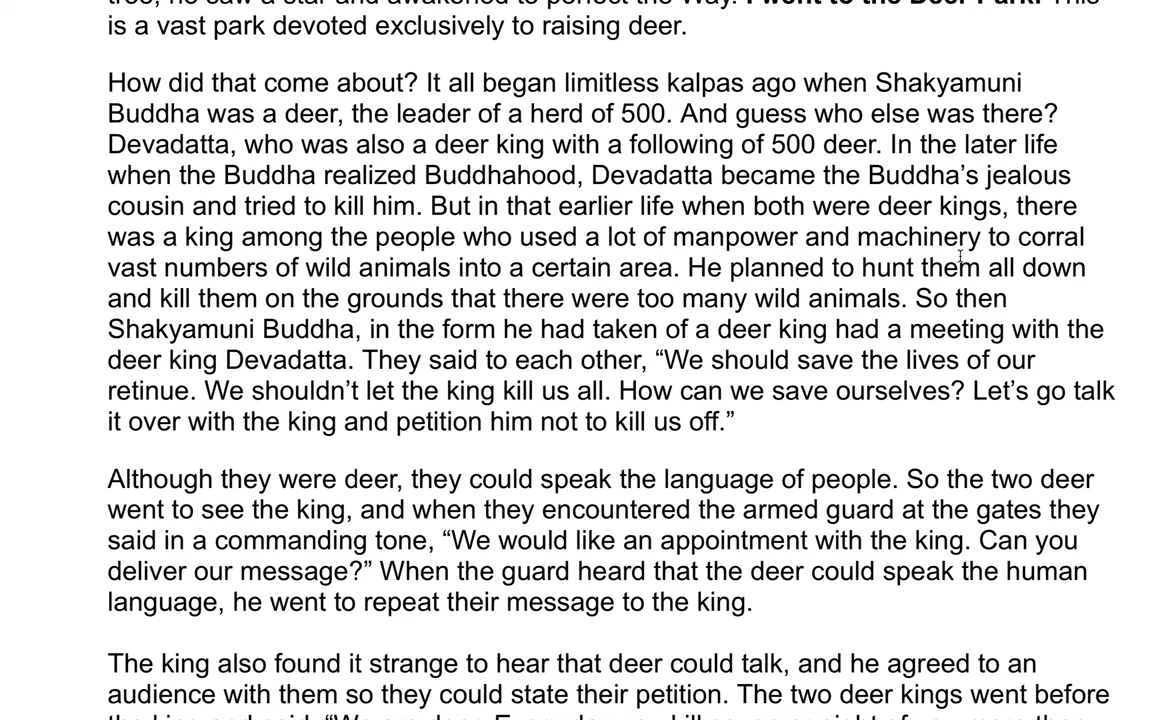 is a vast park devoted exclusively to raising deer.
How did that come about? It all began limitless kalpas ago when Shakyamuni
Buddha was a deer, the leader of a herd of 500. And guess who else was there?
Devadatta, who was also a deer king with a following of 500 deer. In the later life
when the Buddha realized Buddhahood, Devadatta became the Buddha’s jealous
cousin and tried to kill him. But in that earlier life when both were deer kings, there
was a king among the people who used a lot of manpower and machinery to corral
vast numbers of wild animals into a certain area. He planned to hunt them all down
and kill them on the grounds that there were too many wild animals. So then
Shakyamuni Buddha, in the form he had taken of a deer king had a meeting with the
deer king Devadatta. They said to each other, “We should save the lives of our
retinue. We shouldn’t let the king kill us all. How can we save ourselves? Let’s go talk
it over with the king and petition him not to kill us off.”
Although they were deer, they could speak the language of people. So the two deer
went to see the king, and when they encountered the armed guard at the gates they
said in a commanding tone, “We would like an appointment with the king. Can you
deliver our message?” When the guard heard that the deer could speak the human
language, he went to repeat their message to the king.
The king also found it strange to hear that deer could talk, and he agreed to an
audience with them so they could state their petition. The two deer kings went before